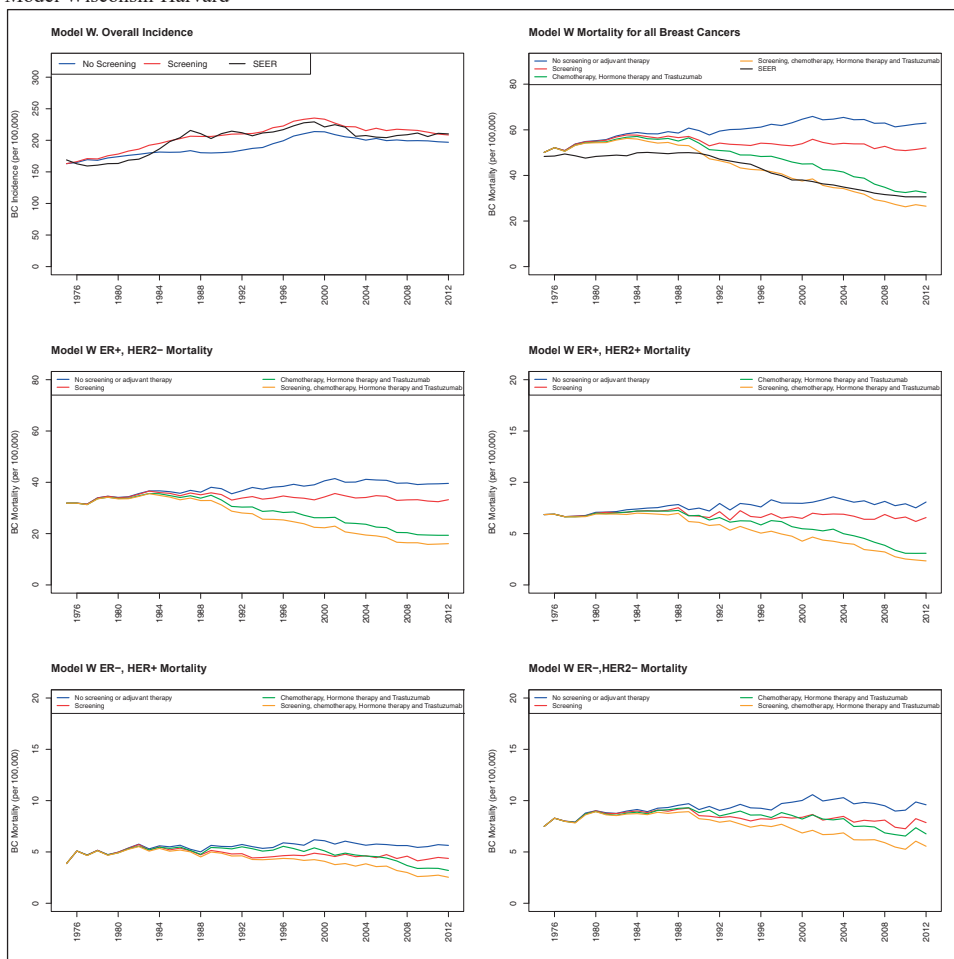 Model Wisconsin-Harvard
Model W. Overall Incidence
No Screening Screening SEER
BC Incidence (per 100,000)
0 50 100 150 200 250 300
1976 1980 1984 1988 1992 1996 2000 2004 2008 2012
Model W Mortality for all Breast Cancers
No screening or adjuvant therapy
Screening
Chemotherapy, Hormone therapy and Trastuzumab
Screening, chemotherapy, Hormone therapy and Trastuzumab
SEER
BC Mortality (per 100,000)
0 20 40 60 80
1976 1980 1984 1988 1992 1996 2000 2004 2008 2012
Model W ER+, HER2− Mortality
No screening or adjuvant therapy
Screening
Chemotherapy, Hormone therapy and Trastuzumab
Screening, chemotherapy, Hormone therapy and Trastuzumab
BC Mortality (per 100,000)
0 20 40 60 80
1976 1980 1984 1988 1992 1996 2000 2004 2008 2012
Model W ER+, HER2+ Mortality
No screening or adjuvant therapy
Screening
Chemotherapy, Hormone therapy and Trastuzumab
Screening, chemotherapy, Hormone therapy and Trastuzumab
BC Mortality (per 100,000)
0 5 10 15 20
1976 1980 1984 1988 1992 1996 2000 2004 2008 2012
Model W ER−, HER+ Mortality
No screening or adjuvant therapy
Screening
Chemotherapy, Hormone therapy and Trastuzumab
Screening, chemotherapy, Hormone therapy and Trastuzumab
BC Mortality (per 100,000)
0 5 10 15 20
1976 1980 1984 1988 1992 1996 2000 2004 2008 2012
Model W ER−,HER2− Mortality
No screening or adjuvant therapy
Screening
Chemotherapy, Hormone therapy and Trastuzumab
Screening, chemotherapy, Hormone therapy and Trastuzumab
BC Mortality (per 100,000)
0 5 10 15 20
1976 1980 1984 1988 1992 1996 2000 2004 2008 2012